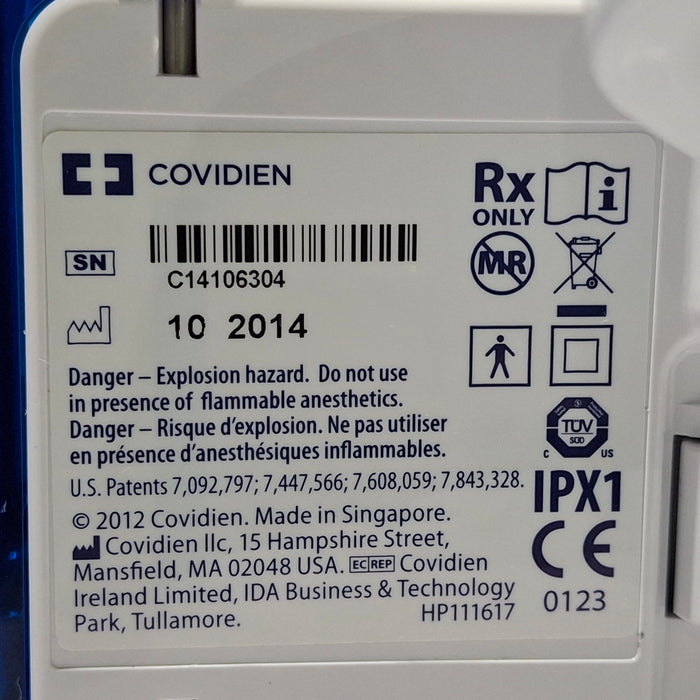 COVIDIEN
Rx
ONLY
i
SN
C14106304
MR
10 2014
Danger – Explosion hazard. Do not use
in presence of flammable anesthetics.
Danger – Risque d'explosion. Ne pas utiliser
en présence d'anesthésiques inflammables.
TÜV
SÜD
C US
U.S. Patents 7,092,797; 7,447,566; 7,608,059; 7,843,328.
IPX1
© 2012 Covidien. Made in Singapore.
Covidien llc, 15 Hampshire Street,
Mansfield, MA 02048 USA. EC REP Covidien
Ireland Limited, IDA Business & Technology
Park, Tullamore.
HP111617
CE
0123